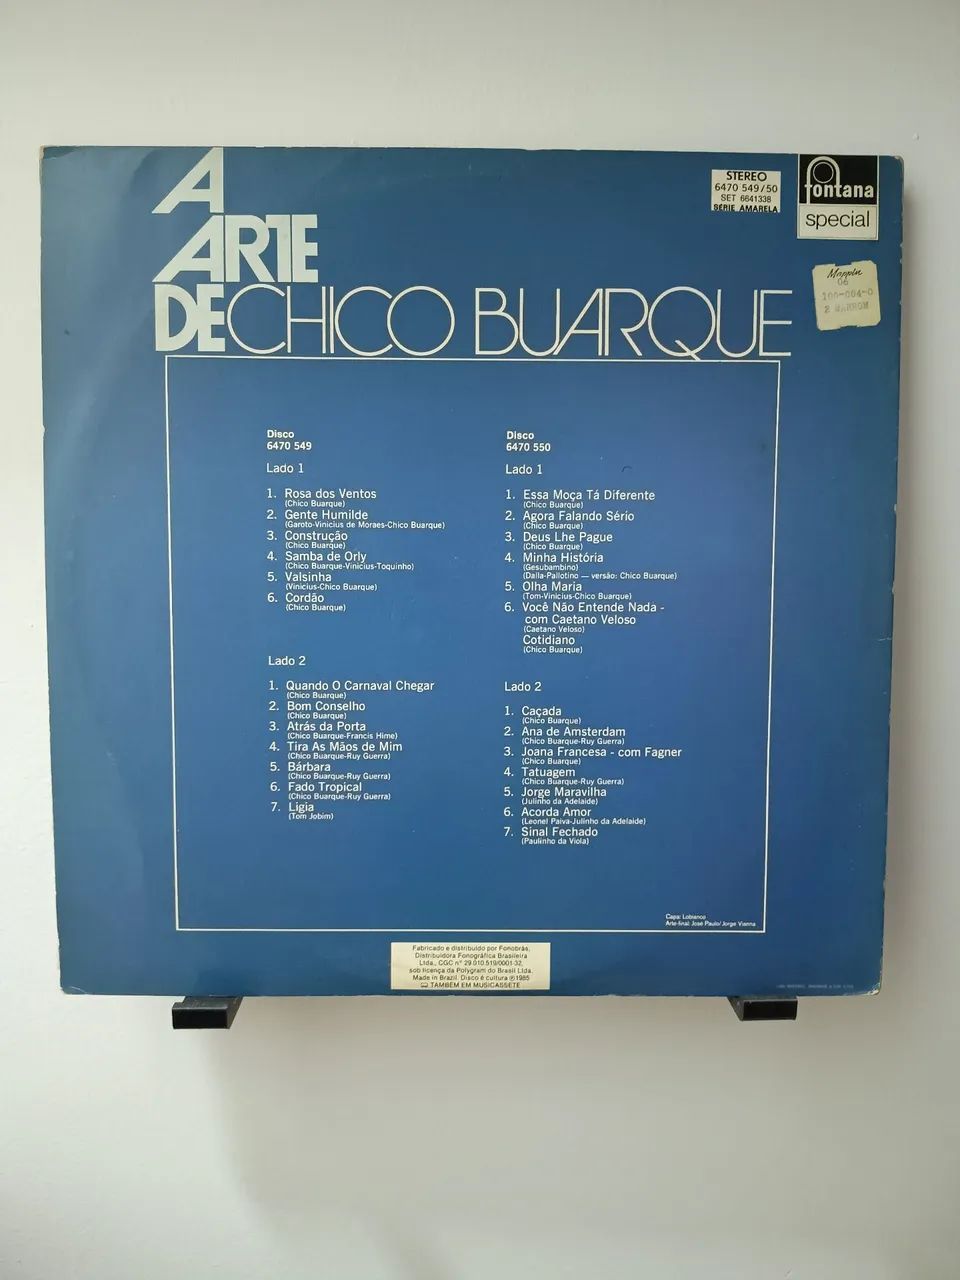 A
ARTE
DE CHICO BUARQUE
STEREO
6470 549/50
SET 6641338
SÉRIE AMARELA
fontana
special
Mappin
06
100-004-0
2 MARROM
Disco
6470 549
Lado 1
1. Rosa dos Ventos
(Chico Buarque)
2. Gente Humilde
(Garoto-Vinicius de Moraes-Chico Buarque)
3. Construção
(Chico Buarque)
4. Samba de Orly
(Chico Buarque-Vinicius-Toquinho)
5. Valsinha
(Vinicius-Chico Buarque)
6. Cordão
(Chico Buarque)
Lado 2
1. Quando O Carnaval Chegar
(Chico Buarque)
2. Bom Conselho
(Chico Buarque)
3. Atrás da Porta
(Chico Buarque-Francis Hime)
4. Tira As Mãos de Mim
(Chico Buarque-Ruy Guerra)
5. Bárbara
(Chico Buarque-Ruy Guerra)
6. Fado Tropical
(Chico Buarque-Ruy Guerra)
7. Ligia
(Tom Jobim)
Disco
6470 550
Lado 1
1. Essa Moça Tá Diferente
(Chico Buarque)
2. Agora Falando Sério
(Chico Buarque)
3. Deus Lhe Pague
(Chico Buarque)
4. Minha História
(Gesubambino)
(Dalla-Pallotino — versão: Chico Buarque)
5. Olha Maria
(Tom-Vinicius-Chico Buarque)
6. Você Não Entende Nada -
com Caetano Veloso
(Caetano Veloso)
Cotidiano
(Chico Buarque)
Lado 2
1. Caçada
(Chico Buarque)
2. Ana de Amsterdam
(Chico Buarque-Ruy Guerra)
3. Joana Francesa - com Fagner
(Chico Buarque)
4. Tatuagem
(Chico Buarque-Ruy Guerra)
5. Jorge Maravilha
(Julinho da Adelaide)
6. Acorda Amor
(Leonel Paiva-Julinho da Adelaide)
7. Sinal Fechado
(Paulinho da Viola)
Capa: Lobianco
Arte-final: José Paulo/Jorge Vianna
Fabricado e distribuído por Fonobrás,
Distribuidora Fonográfica Brasileira
Ltda., CGC nº 29.010.519/0001-32,
sob licença da Polygram do Brasil Ltda.
Made in Brazil. Disco é cultura ℗1985
TAMBÉM EM MUSICASSETE